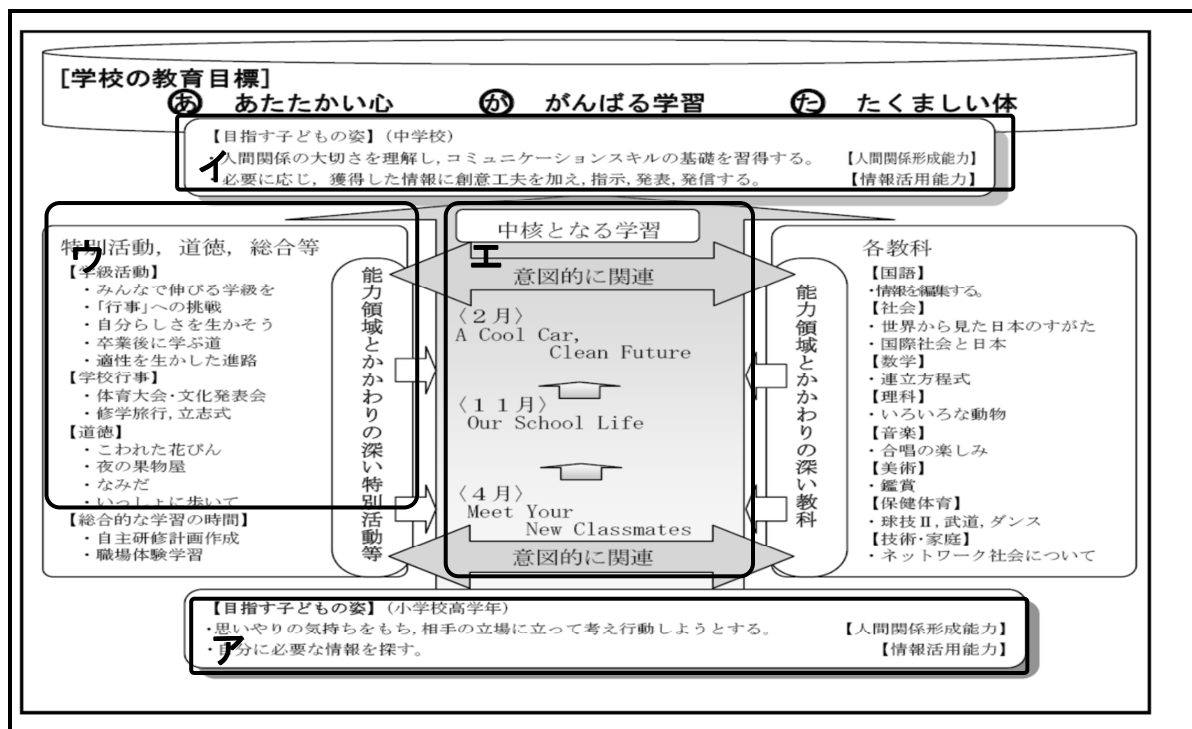 [学校の教育目標]
あ あたたかい心 が がんばる学習 た たくましい体
【目指す子どもの姿】(中学校)
・人間関係の大切さを理解し,コミュニケーションスキルの基礎を習得する。 【人間関係形成能力】
・必要に応じ,獲得した情報に創意工夫を加え,指示,発表,発信する。 【情報活用能力】
イ
特別活動,道徳,総合等
ウ
【学級活動】
・みんなで伸びる学級を
・「行事」への挑戦
・自分らしさを生かそう
・卒業後に学ぶ道
・適性を生かした進路
【学校行事】
・体育大会・文化発表会
・修学旅行,立志式
【道徳】
・こわれた花びん
・夜の果物屋
・なみだ
・いっしょに歩いて
【総合的な学習の時間】
・自主研修計画作成
・職場体験学習
能力領域とかかわりの深い特別活動等
中核となる学習
エ
意図的に関連
〈2月〉
A Cool Car,
Clean Future
〈11月〉
Our School Life
〈4月〉
Meet Your
New Classmates
意図的に関連
能力領域とかかわりの深い教科
各教科
【国語】
・情報を編集する。
【社会】
・世界から見た日本のすがた
・国際社会と日本
【数学】
・連立方程式
【理科】
・いろいろな動物
【音楽】
・合唱の楽しみ
【美術】
・鑑賞
【保健体育】
・球技Ⅱ,武道,ダンス
【技術・家庭】
・ネットワーク社会について
【目指す子どもの姿】(小学校高学年)
・思いやりの気持ちをもち,相手の立場に立って考え行動しようとする。 【人間関係形成能力】
・自分に必要な情報を探す。 【情報活用能力】
ア